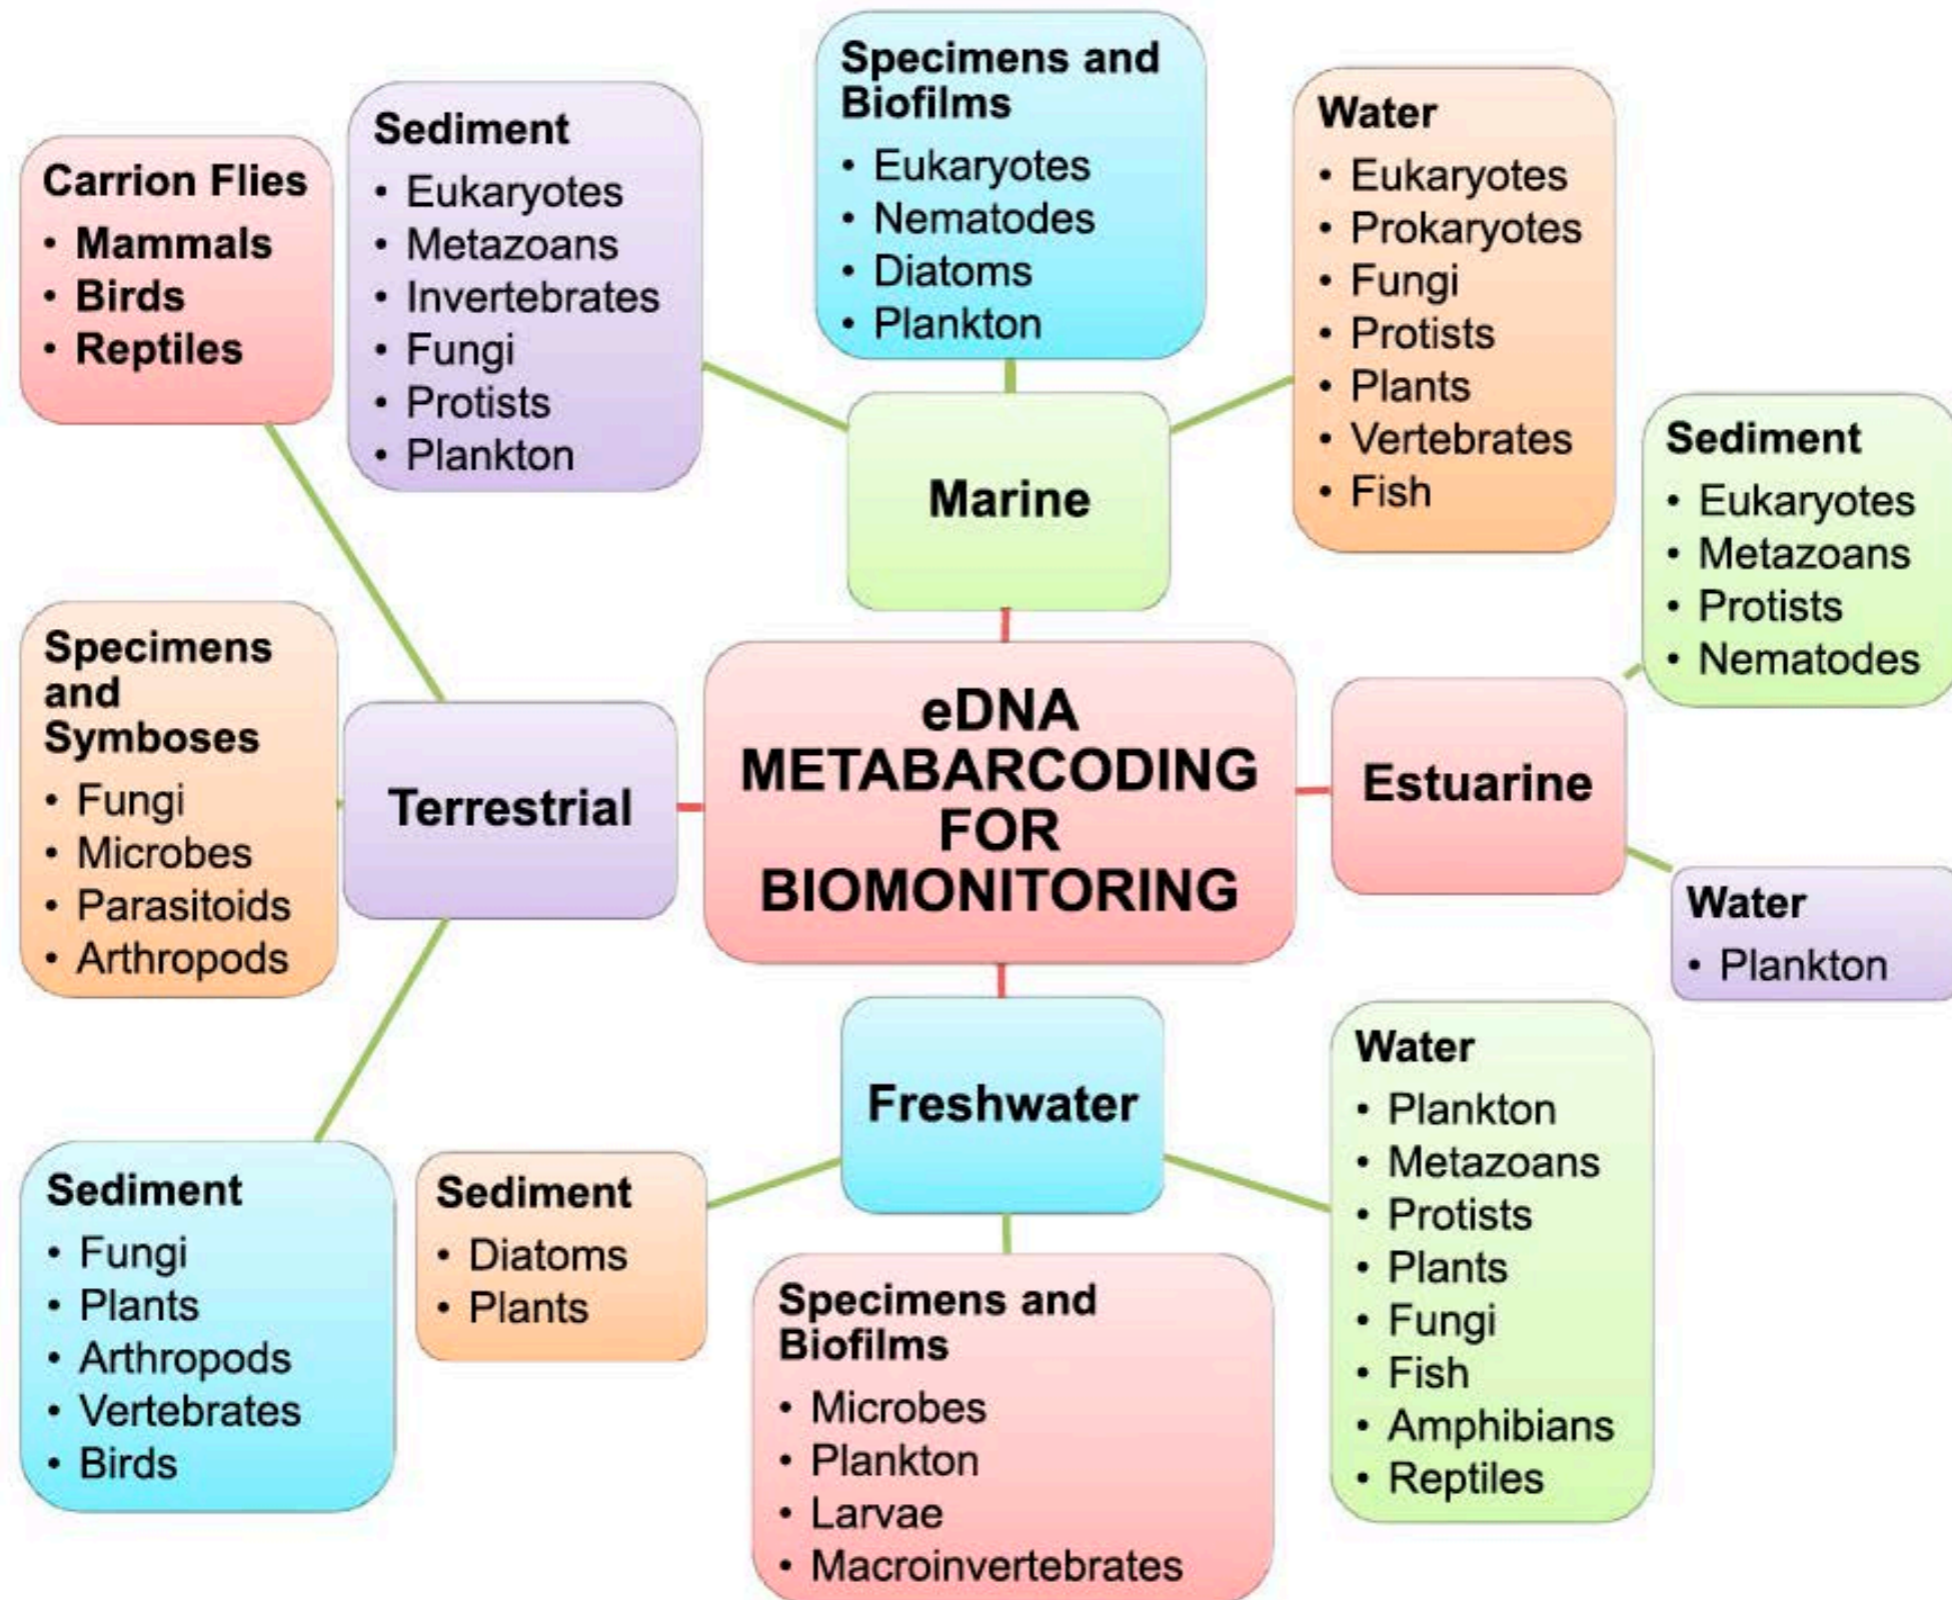 Specimens and
Biofilms
• Eukaryotes
• Nematodes
• Diatoms
• Plankton
Water
• Eukaryotes
• Prokaryotes
• Fungi
• Protists
• Plants
• Vertebrates
• Fish
Sediment
• Eukaryotes
• Metazoans
• Invertebrates
• Fungi
• Protists
• Plankton
Carrion Flies
• Mammals
• Birds
• Reptiles
Marine
Sediment
• Eukaryotes
• Metazoans
• Protists
• Nematodes
Specimens
and
Symboses
• Fungi
• Microbes
• Parasitoids
• Arthropods
Terrestrial
eDNA
METABARCODING
FOR
BIOMONITORING
Estuarine
Water
• Plankton
Freshwater
Water
• Plankton
• Metazoans
• Protists
• Plants
• Fungi
• Fish
• Amphibians
• Reptiles
Sediment
• Fungi
• Plants
• Arthropods
• Vertebrates
• Birds
Sediment
• Diatoms
• Plants
Specimens and
Biofilms
• Microbes
• Plankton
• Larvae
• Macroinvertebrates